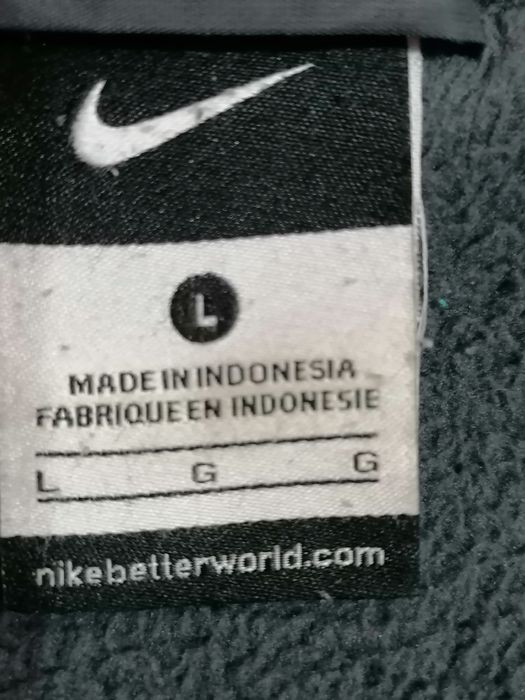 L
MADE IN INDONESIA
FABRIQUE EN INDONESIE
L G G
nikebetterworld.com